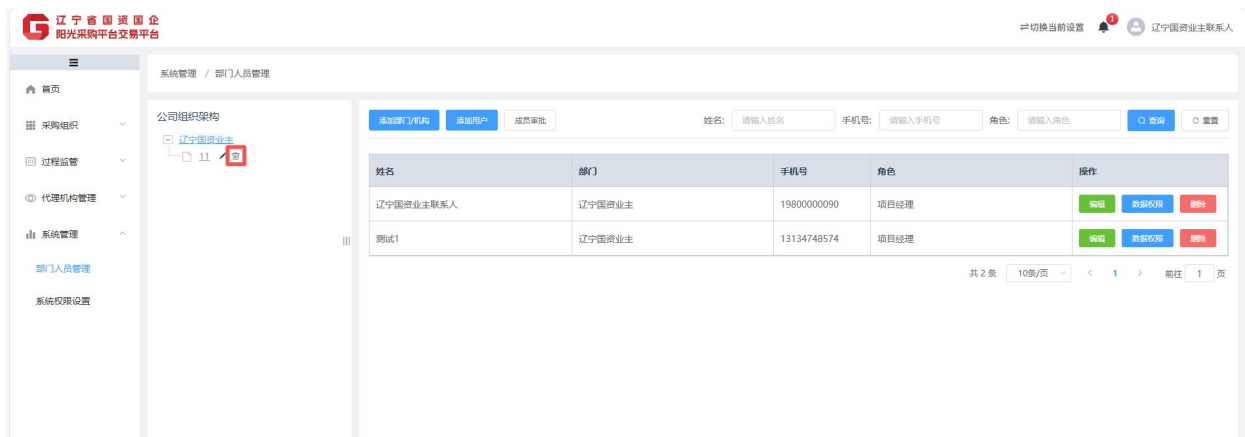 辽宁省国资国企
阳光采购平台交易平台
切换当前设置 1 辽宁国资业主联系人
首页
采购组织
过程监管
代理机构管理
系统管理
部门人员管理
系统权限设置
系统管理 / 部门人员管理
公司组织架构
辽宁国资业主
11
添加部门/机构 添加用户 成员审批 姓名: 请输入姓名 手机号: 请输入手机号 角色: 请输入角色 查询 重置
姓名 部门 手机号 角色 操作
辽宁国资业主联系人 辽宁国资业主 19800000090 项目经理 编辑 数据权限 删除
测试1 辽宁国资业主 13134748574 项目经理 编辑 数据权限 删除
共 2 条 10条/页 < 1 > 前往 1 页